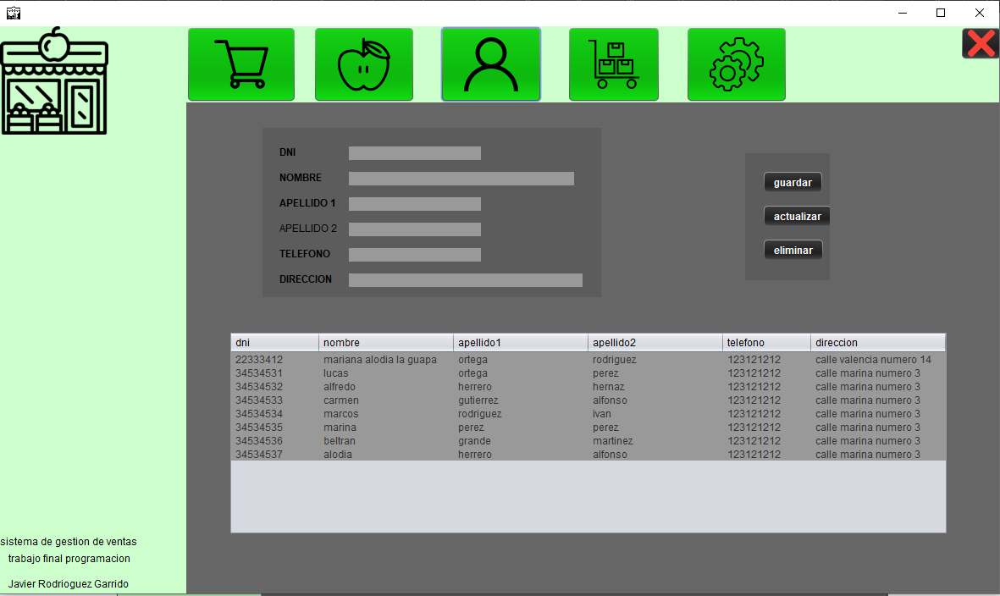 DNI
NOMBRE
APELLIDO 1
APELLIDO 2
TELEFONO
DIRECCION
guardar
actualizar
eliminar
dni nombre apellido1 apellido2 telefono direccion
22333412 mariana alodia la guapa ortega rodriguez 123121212 calle valencia numero 14
34534531 lucas ortega perez 123121212 calle marina numero 3
34534532 alfredo herrero hernaz 123121212 calle marina numero 3
34534533 carmen gutierrez alfonso 123121212 calle marina numero 3
34534534 marcos rodriguez ivan 123121212 calle marina numero 3
34534535 marina perez perez 123121212 calle marina numero 3
34534536 beltran grande martinez 123121212 calle marina numero 3
34534537 alodia herrero alfonso 123121212 calle marina numero 3
sistema de gestion de ventas
trabajo final programacion
Javier Rodrioguez Garrido